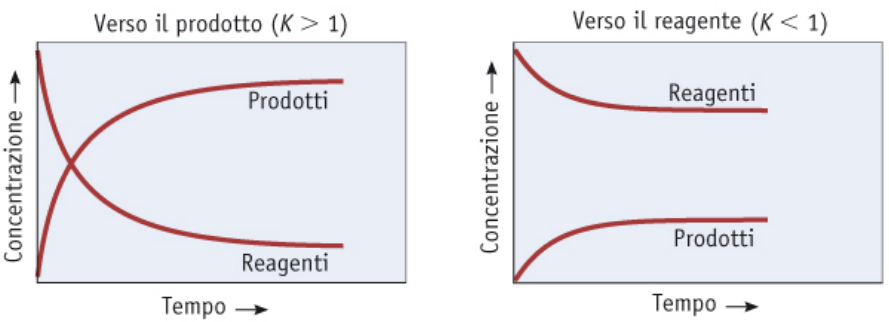 Verso il prodotto (K > 1)
Concentrazione →
Prodotti
Reagenti
Tempo →
Verso il reagente (K < 1)
Concentrazione →
Reagenti
Prodotti
Tempo →